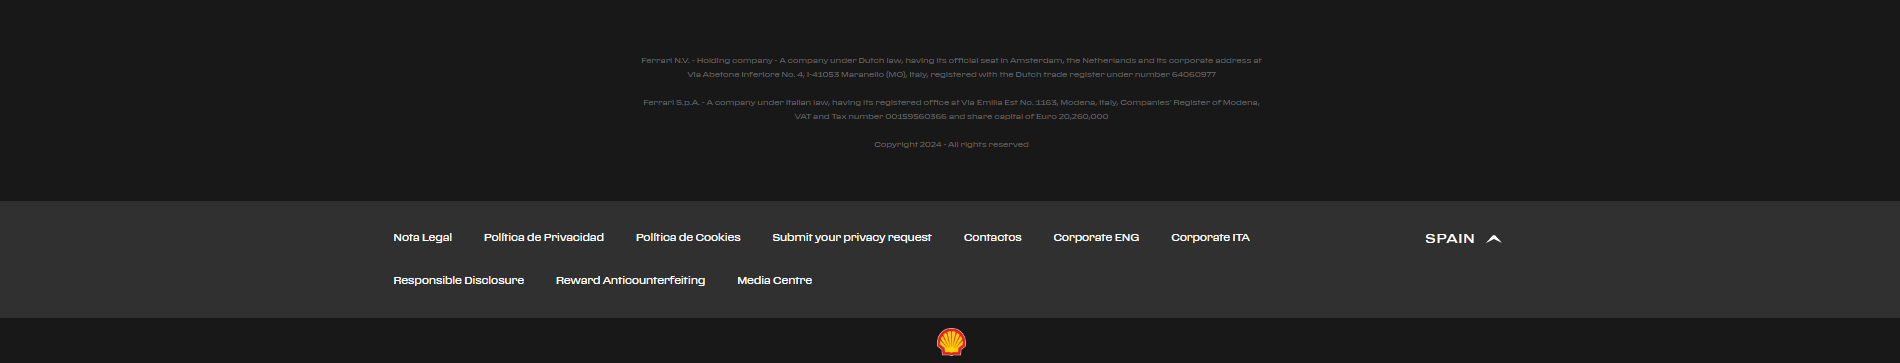 Ferrari N.V. - Holding company - A company under Dutch law, having its official seat in Amsterdam, the Netherlands and its corporate address at
Via Abetone Inferiore No. 4, I-41053 Maranello (MO), Italy, registered with the Dutch trade register under number 64060977
Ferrari S.p.A. - A company under Italian law, having its registered office at Via Emilia Est No. 1163, Modena, Italy, Companies' Register of Modena,
VAT and Tax number 00159560366 and share capital of Euro 20,260,000
Copyright 2024 - All rights reserved
Nota Legal Política de Privacidad Política de Cookies Submit your privacy request Contactos Corporate ENG Corporate ITA SPAIN
Responsible Disclosure Reward Anticounterfeiting Media Centre